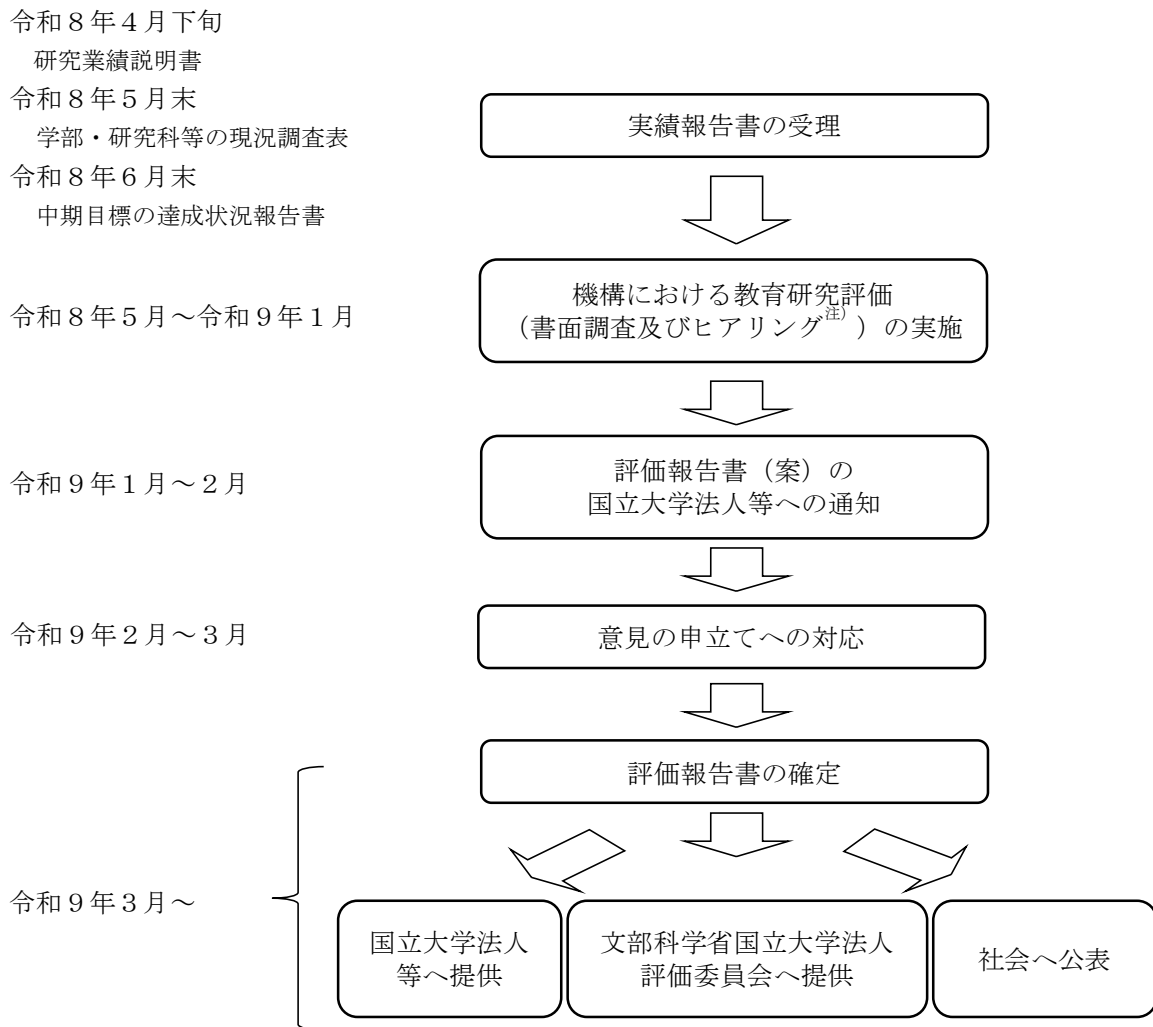 令和８年４月下旬
研究業績説明書
令和８年５月末
学部・研究科等の現況調査表
令和８年６月末
中期目標の達成状況報告書
実績報告書の受理
令和８年５月～令和９年１月
機構における教育研究評価
（書面調査及びヒアリング注））の実施
令和９年１月～２月
評価報告書（案）の
国立大学法人等への通知
令和９年２月～３月
意見の申立てへの対応
評価報告書の確定
令和９年３月～
国立大学法人
等へ提供
文部科学省国立大学法人
評価委員会へ提供
社会へ公表